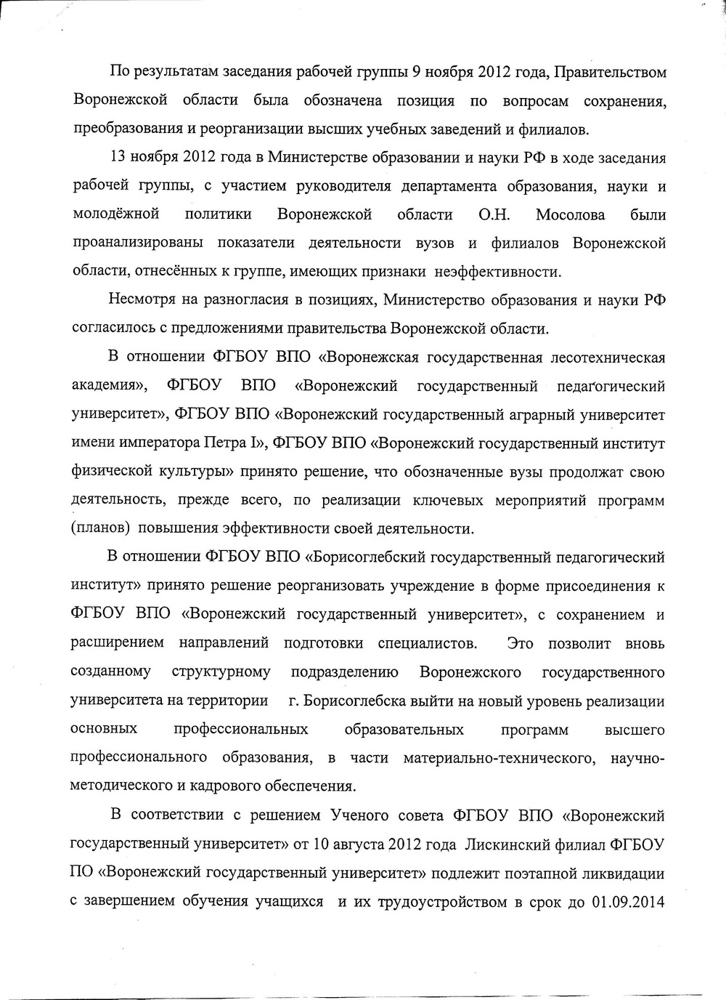 По результатам заседания рабочей группы 9 ноября 2012 года, Правительством
Воронежской области была обозначена позиция по вопросам сохранения,
преобразования и реорганизации высших учебных заведений и филиалов.
13 ноября 2012 года в Министерстве образовании и науки РФ в ходе заседания
рабочей группы, с участием руководителя департамента образования, науки и
молодёжной политики Воронежской области О.Н. Мосолова были
проанализированы показатели деятельности вузов и филиалов Воронежской
области, отнесённых к группе, имеющих признаки неэффективности.
Несмотря на разногласия в позициях, Министерство образования и науки РФ
согласилось с предложениями правительства Воронежской области.
В отношении ФГБОУ ВПО «Воронежская государственная лесотехническая
академия», ФГБОУ ВПО «Воронежский государственный педагогический
университет», ФГБОУ ВПО «Воронежский государственный аграрный университет
имени императора Петра I», ФГБОУ ВПО «Воронежский государственный институт
физической культуры» принято решение, что обозначенные вузы продолжат свою
деятельность, прежде всего, по реализации ключевых мероприятий программ
(планов) повышения эффективности своей деятельности.
В отношении ФГБОУ ВПО «Борисоглебский государственный педагогический
институт» принято решение реорганизовать учреждение в форме присоединения к
ФГБОУ ВПО «Воронежский государственный университет», с сохранением и
расширением направлений подготовки специалистов. Это позволит вновь
созданному структурному подразделению Воронежского государственного
университета на территории г. Борисоглебска выйти на новый уровень реализации
основных профессиональных образовательных программ высшего
профессионального образования, в части материально-технического, научно-
методического и кадрового обеспечения.
В соответствии с решением Ученого совета ФГБОУ ВПО «Воронежский
государственный университет» от 10 августа 2012 года Лискинский филиал ФГБОУ
ПО «Воронежский государственный университет» подлежит поэтапной ликвидации
с завершением обучения учащихся и их трудоустройством в срок до 01.09.2014